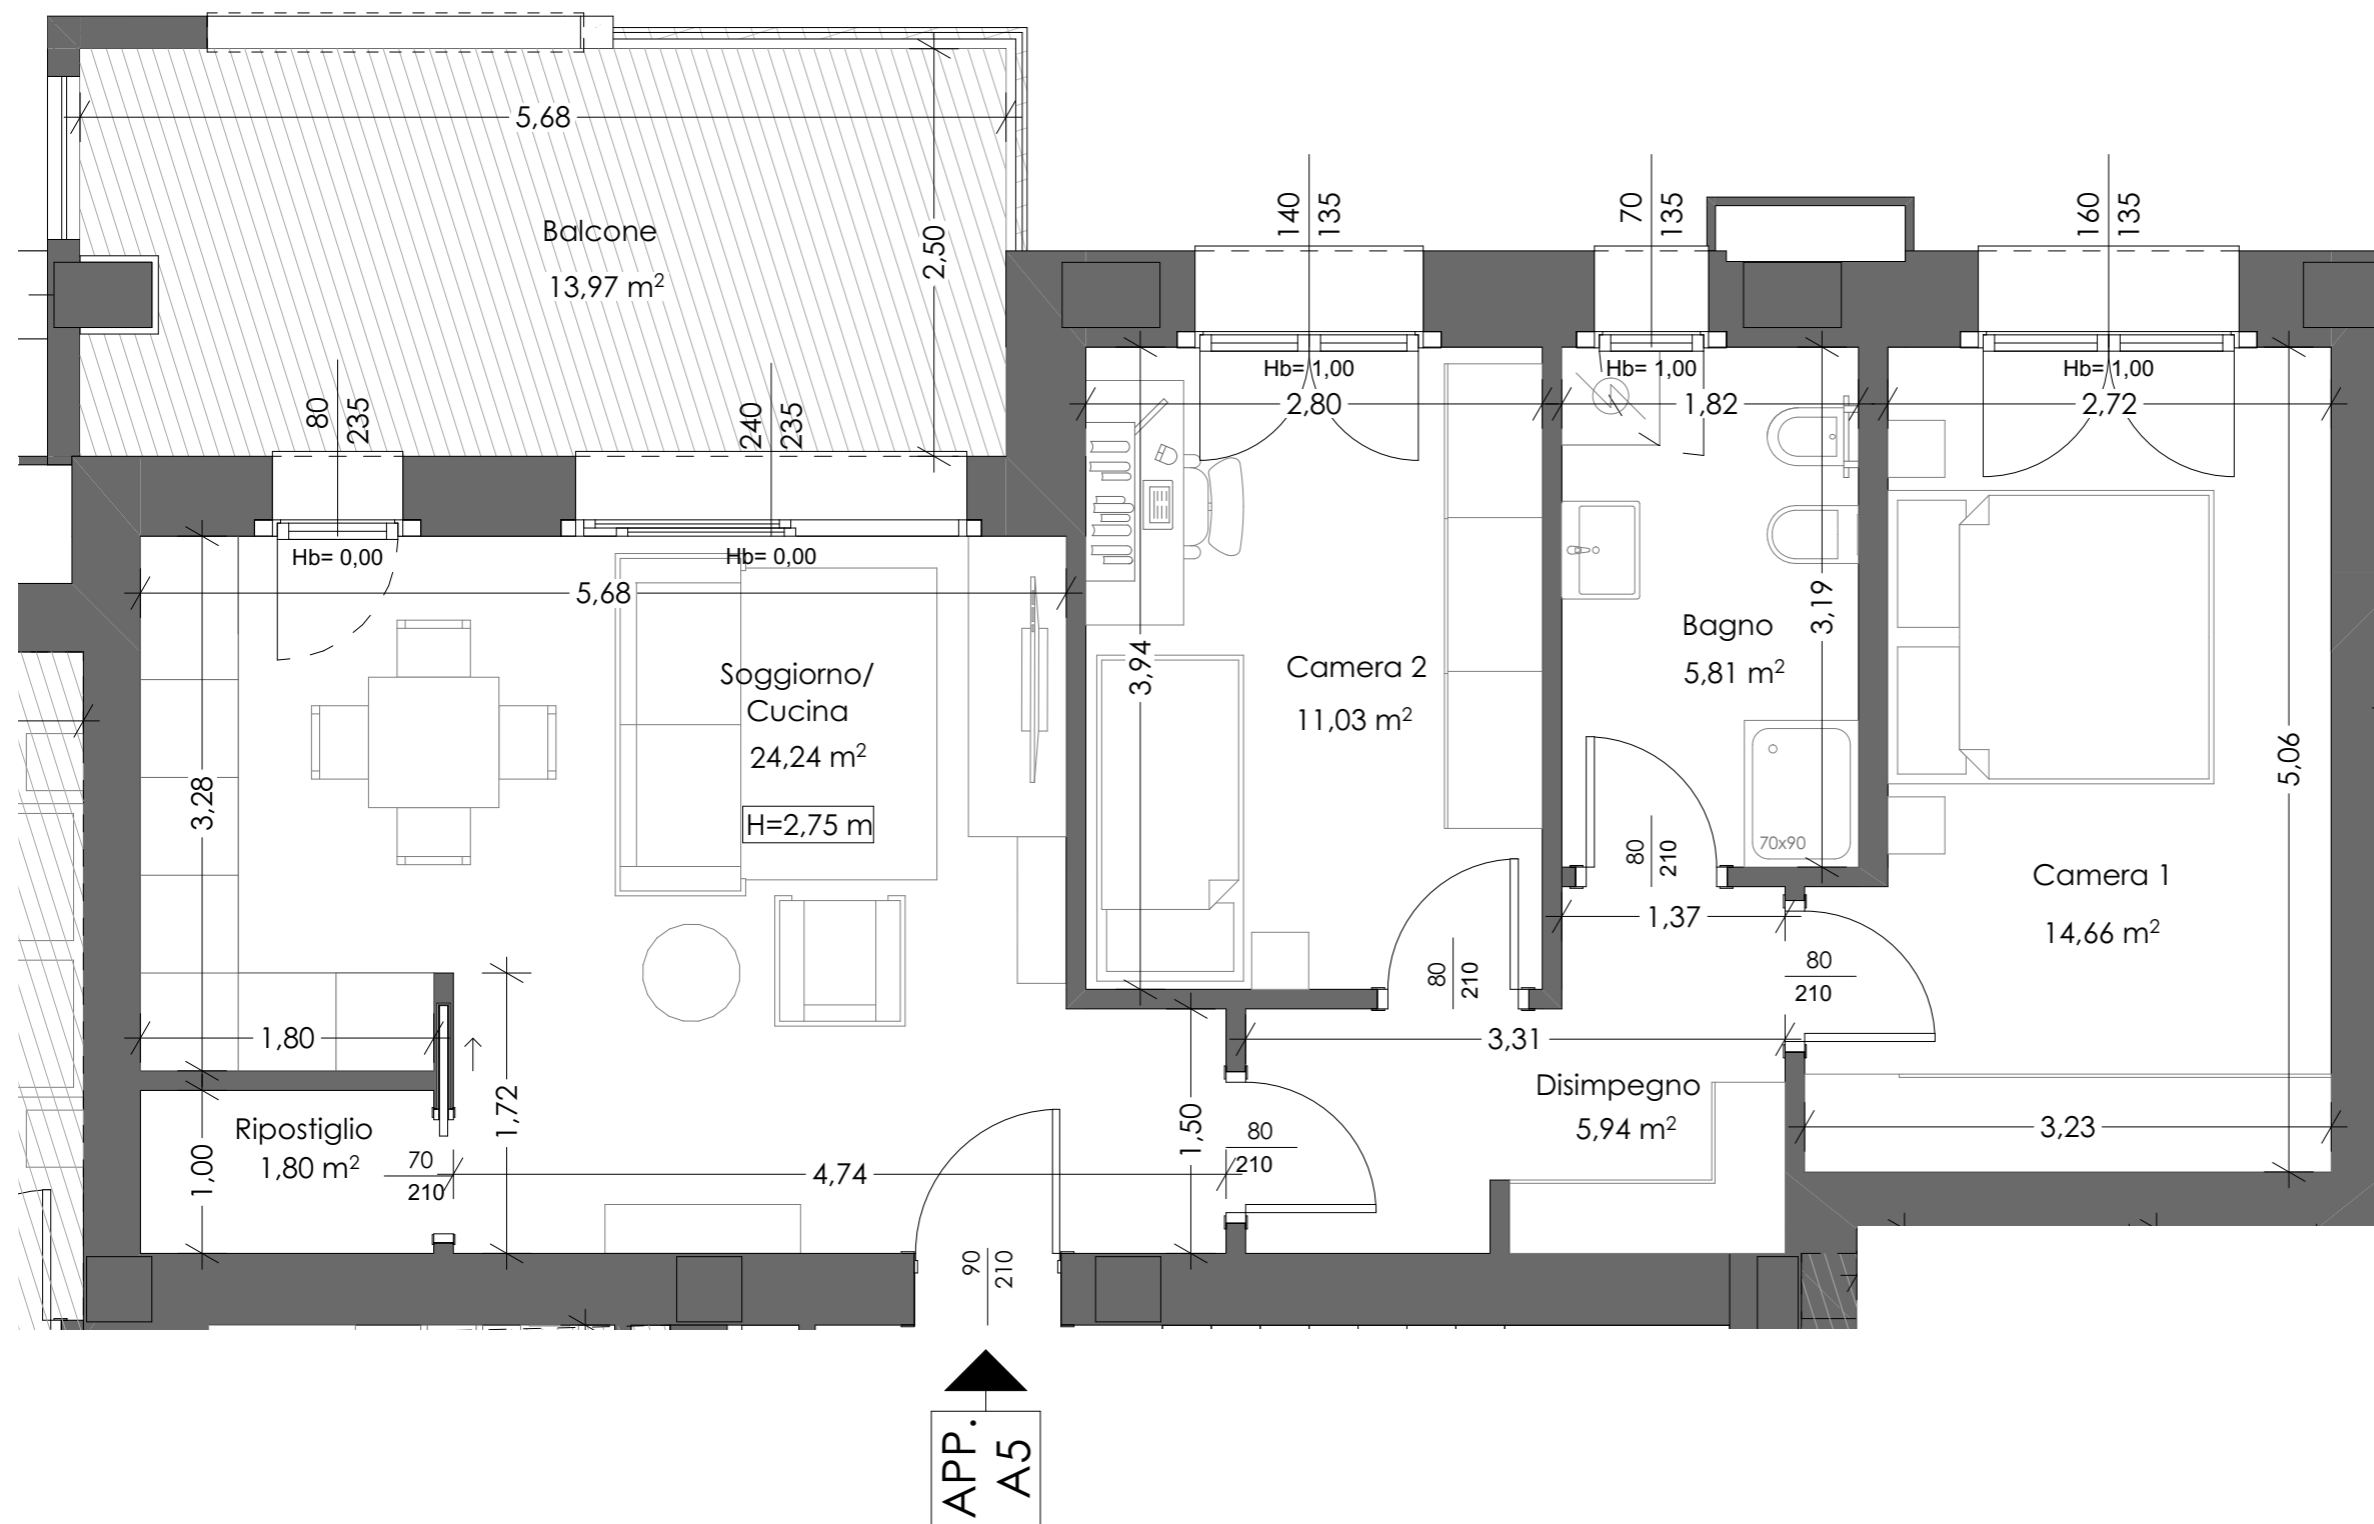 5,68
Balcone
13,97 m²
2,50
140
135
70
135
160
135
80
235
240
235
Hb= 1,00
Hb= 1,00
Hb= 1,00
2,80
1,82
2,72
Hb= 0,00
Hb= 0,00
5,68
3,94
3,19
Bagno
5,81 m²
Soggiorno/
Cucina
24,24 m²
H=2,75 m
Camera 2
11,03 m²
3,28
5,06
70x90
80
210
Camera 1
14,66 m²
1,37
80
210
80
210
1,80
3,31
Disimpegno
5,94 m²
1,72
1,50
Ripostiglio
1,80 m²
1,00
70
210
4,74
80
210
3,23
90
210
APP.
A5